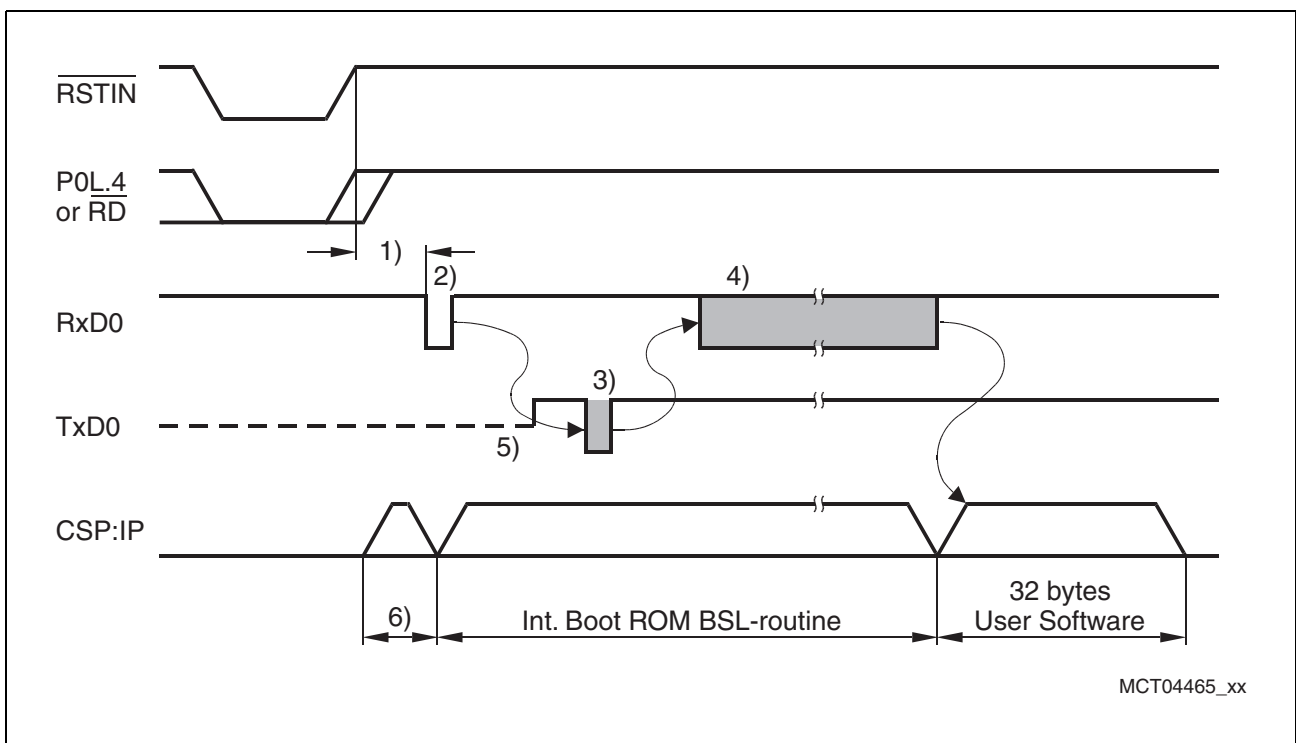 RSTIN
P0L.4
or RD
1)
2)
4)
RxD0
3)
TxD0
5)
CSP:IP
6)
Int. Boot ROM BSL-routine
32 bytes
User Software
MCT04465_xx